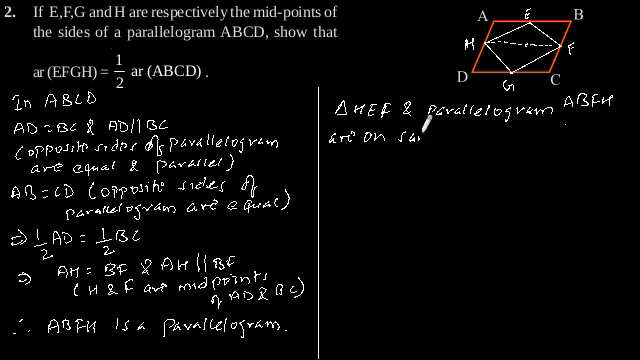 2. If E,F,G and H are respectively the mid-points of
the sides of a parallelogram ABCD, show that
ar (EFGH) = 1/2 ar (ABCD) .
A E B
H F
D G C
In ABCD
AD=BC & AD||BC
(opposite sides of parallelogram
are equal & parallel)
AB=CD (opposite sides of
parallelogram are equal)
⇒ 1/2 AD = 1/2 BC
⇒ AH = BF & AH || BF
(H & F are midpoints
of AD & BC)
∴ ABFH is a parallelogram.
Δ HEF & parallelogram ABFH
are on sa